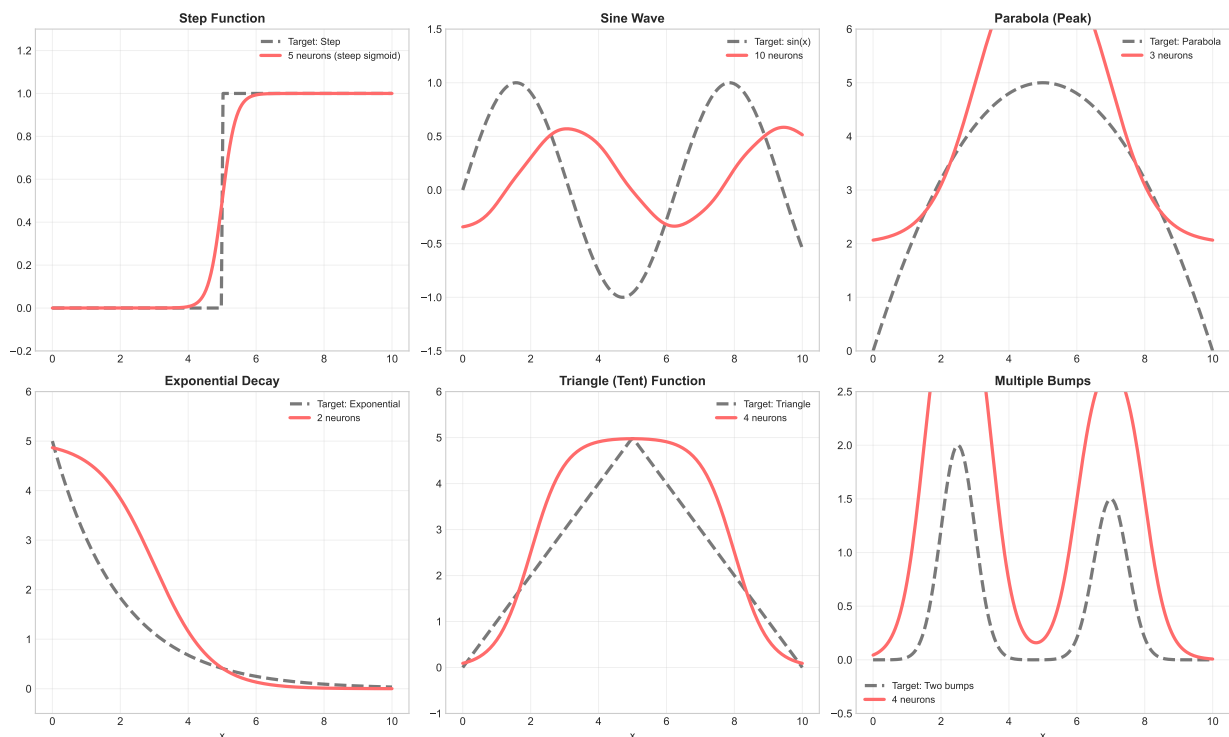 Step Function
Target: Step
5 neurons (steep sigmoid)
1.2
1.0
0.8
0.6
0.4
0.2
0.0
−0.2
0 2 4 6 8 10
Sine Wave
Target: sin(x)
10 neurons
1.5
1.0
0.5
0.0
−0.5
−1.0
−1.5
0 2 4 6 8 10
Parabola (Peak)
Target: Parabola
3 neurons
6
5
4
3
2
1
0
0 2 4 6 8 10
Exponential Decay
Target: Exponential
2 neurons
6
5
4
3
2
1
0
0 2 4 6 8 10
x
Triangle (Tent) Function
Target: Triangle
4 neurons
6
5
4
3
2
1
0
−1
0 2 4 6 8 10
x
Multiple Bumps
2.5
2.0
1.5
1.0
0.5
0.0
−0.5
Target: Two bumps
4 neurons
0 2 4 6 8 10
x